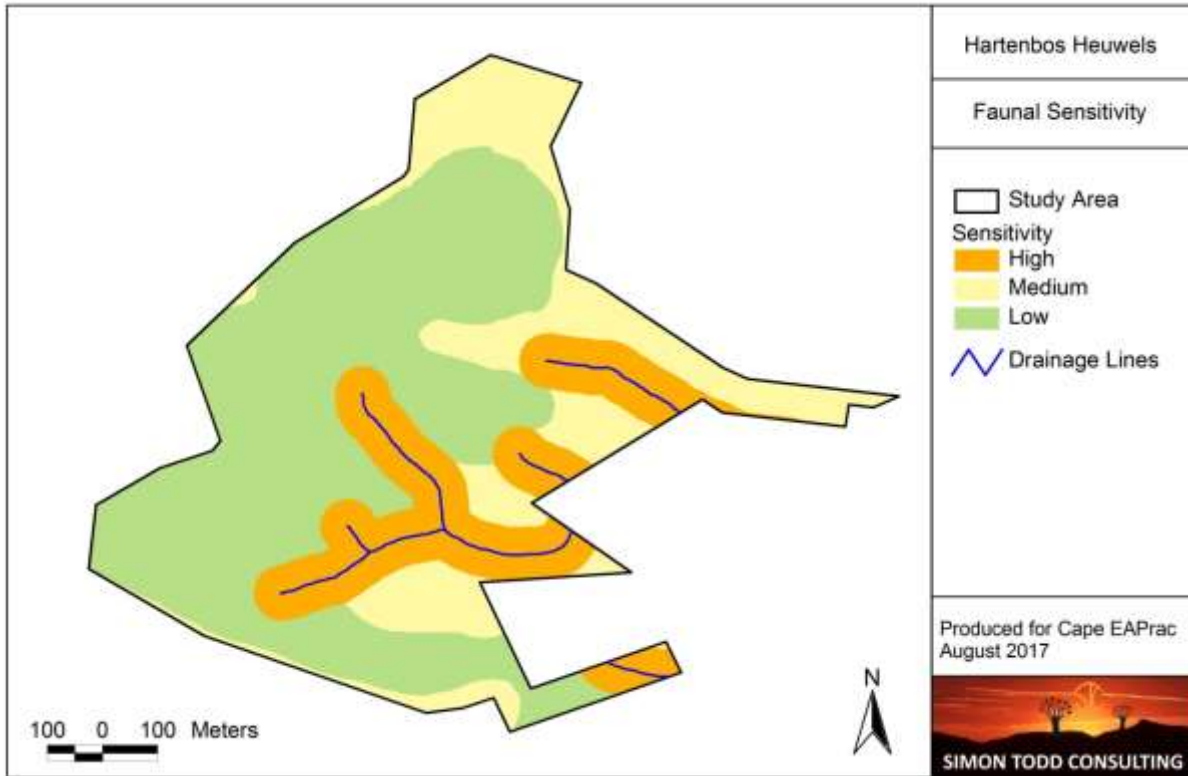 Hartenbos Heuwels
Faunal Sensitivity
Study Area
Sensitivity
High
Medium
Low
Drainage Lines
N
100 0 100 Meters
Produced for Cape EAPrac
August 2017
SIMON TODD CONSULTING